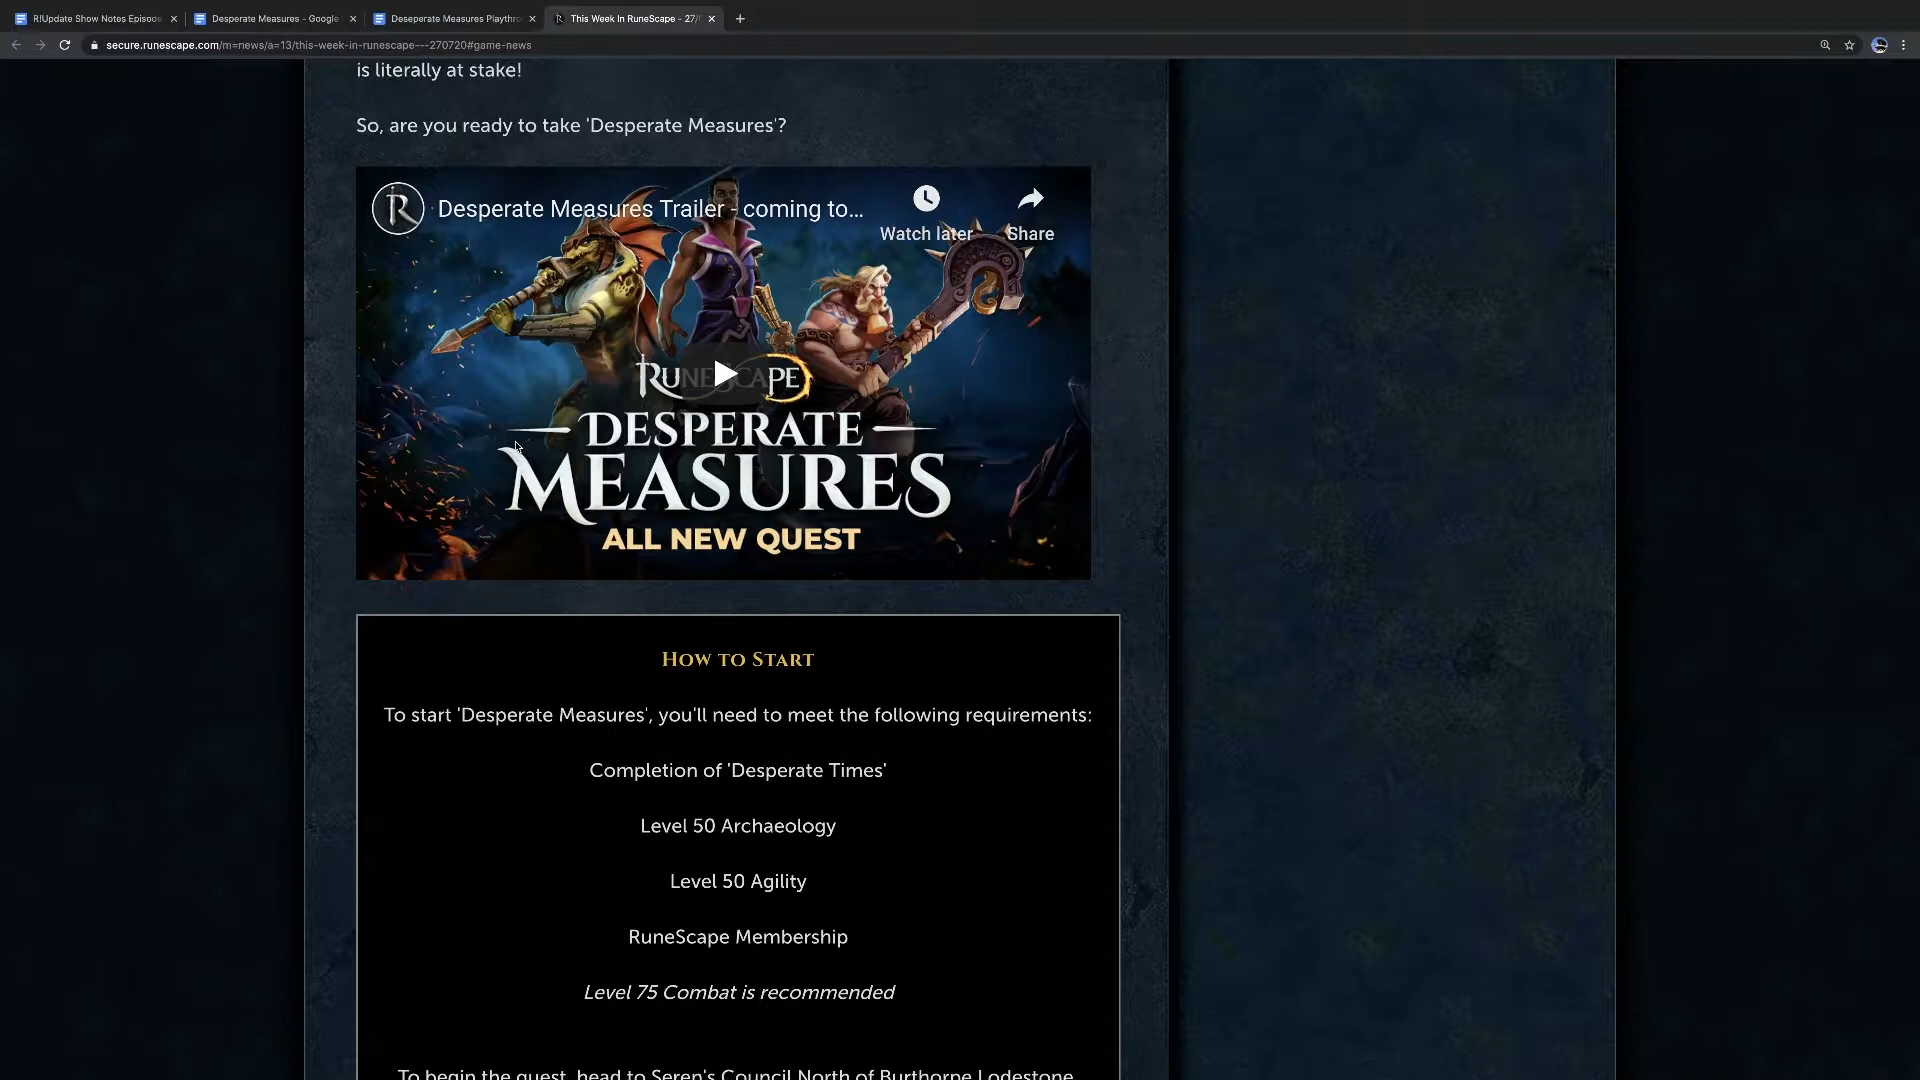 R!Update Show Notes Episode
Desperate Measures - Google
Deseperate Measures Playthro
This Week In RuneScape - 27/
secure.runescape.com/m=news/a=13/this-week-in-runescape---270720#game-news
is literally at stake!
So, are you ready to take 'Desperate Measures'?
Desperate Measures Trailer - coming to...
Watch later
Share
RUNESCAPE
DESPERATE
MEASURES
ALL NEW QUEST
HOW TO START
To start 'Desperate Measures', you'll need to meet the following requirements:
Completion of 'Desperate Times'
Level 50 Archaeology
Level 50 Agility
RuneScape Membership
Level 75 Combat is recommended
To begin the quest, head to Seren's Council North of Burthorpe Lodestone